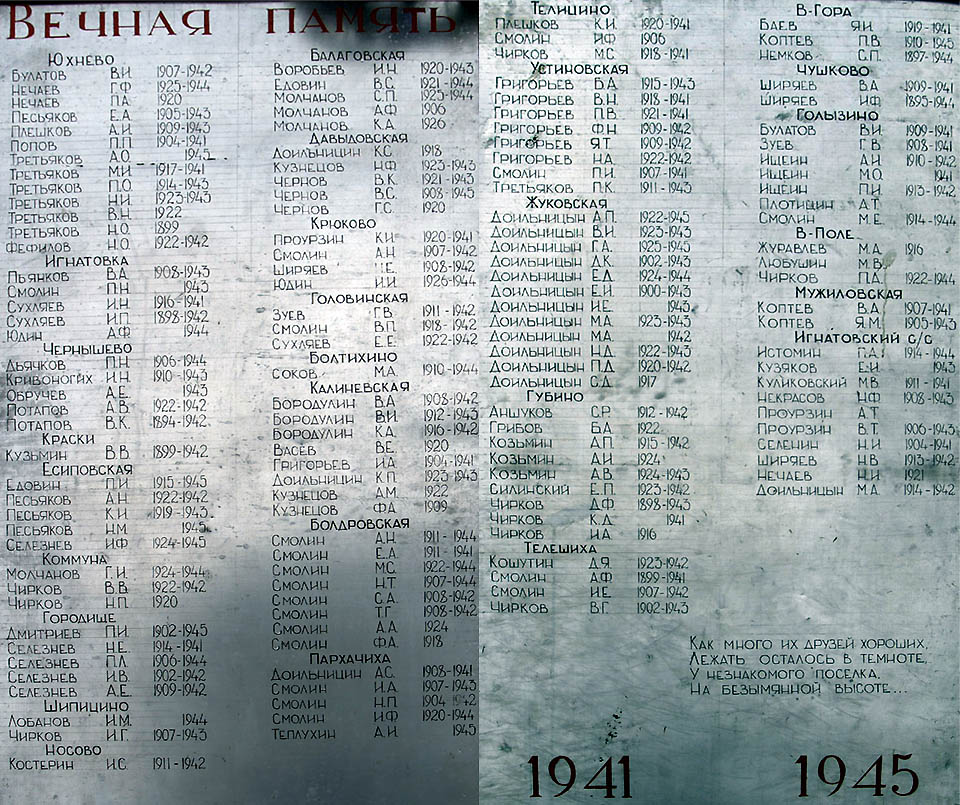 Вечная память
Юхнево
Булатов В.И. 1907-1942
Нечаев Г.Ф. 1925-1944
Нечаев П.А. 1920
Песьяков Е.А. 1905-1943
Плешков А.И. 1909-1943
Попов П.П. 1904-1941
Третьяков А.О. 1945
Третьяков М.И. 1917-1941
Третьяков П.О. 1914-1943
Третьяков Н.И. 1923-1943
Третьяков В.Н. 1922
Третьяков Н.О. 1899
Фефилов Н.О. 1922-1942
Игнатовка
Пьянков В.А. 1908-1943
Смолин П.Н. 1943
Сухляев И.Н. 1916-1941
Сухляев И.П. 1898-1942
Юдин А.Ф. 1944
Чернышево
Дьячков П.Н. 1906-1944
Кривоногих И.Н. 1910-1943
Обручев А.Е. 1943
Потапов А.В. 1922-1942
Потапов В.К. 1894-1942
Краски
Кузьмин В.В. 1899-1942
Есиповская
Едовин П.И. 1915-1945
Песьяков А.Н. 1922-1942
Песьяков К.И. 1919-1943
Песьяков Н.М. 1945
Селезнев И.Ф. 1924-1945
Коммуна
Молчанов Г.И. 1924-1944
Чирков В.В. 1922-1942
Чирков Н.П. 1920
Городище
Дмитриев П.И. 1902-1945
Селезнев Н.Е. 1914-1941
Селезнев П.Л. 1906-1944
Селезнев И.В. 1902-1942
Селезнев А.Е. 1909-1942
Шипицино
Лобанов И.М. 1944
Чирков И.Г. 1907-1943
Носово
Костерин И.С. 1911-1942
Балаговская
Воробьев И.Н. 1920-1943
Едовин В.С. 1921-1944
Молчанов С.П. 1925-1944
Молчанов А.Ф. 1906
Молчанов К.А. 1926
Давыдовская
Доильницин К.С. 1918
Кузнецов Н.Ф. 1923-1943
Чернов В.К. 1921-1943
Чернов В.С. 1908-1945
Чернов Г.С. 1920
Крюково
Проурзин К.И. 1920-1941
Смолин А.Н. 1907-1942
Ширяев Н.Е. 1908-1942
Юдин И.И. 1926-1944
Головинская
Зуев Г.В. 1911-1942
Смолин В.П. 1918-1942
Сухляев Е.Е. 1922-1942
Болтихино
Соков М.А. 1910-1944
Калиневская
Бородулин В.А. 1908-1942
Бородулин В.И. 1912-1943
Бородулин К.А. 1916-1942
Васёв В.Е. 1920
Григорьев И.А. 1904-1941
Доильницин К.П. 1923-1943
Кузнецов А.М. 1922
Кузнецов Ф.А. 1909
Болдровская
Смолин А.Н. 1911-1944
Смолин Е.А. 1911-1941
Смолин М.С. 1922-1944
Смолин Н.Т. 1907-1944
Смолин С.А. 1908-1942
Смолин Т.Г. 1908-1942
Смолин А.А. 1924
Смолин Ф.А. 1918
Пархачиха
Доильницин А.С. 1908-1941
Смолин И.А. 1907-1943
Смолин Н.П. 1904-1942
Смолин И.Ф. 1920-1944
Теплухин А.И. 1945
Телицино
Плешков К.И. 1920-1941
Смолин И.Ф. 1906
Чирков М.С. 1918-1941
Устиновская
Григорьев Б.А. 1915-1943
Григорьев В.Н. 1918-1941
Григорьев П.В. 1921-1941
Григорьев Ф.Н. 1909-1942
Григорьев Я.Т. 1909-1942
Григорьев Н.А. 1922-1942
Смолин П.И. 1907-1941
Третьяков П.К. 1911-1943
Жуковская
Доильницын А.П. 1922-1945
Доильницын В.И. 1923-1943
Доильницын Г.А. 1925-1945
Доильницын Д.К. 1902-1943
Доильницын Е.Д. 1924-1944
Доильницын Е.И. 1900-1943
Доильницын И.Е. 1943
Доильницын М.А. 1923-1943
Доильницын М.А. 1942
Доильницын Н.Д. 1922-1943
Доильницын П.Д. 1920-1942
Доильницын С.Д. 1917
Губино
Аншуков С.Р. 1912-1942
Грибов Б.А. 1922
Козьмин А.П. 1915-1942
Козьмин А.И. 1924
Козьмин А.В. 1924-1943
Силинский Е.П. 1923-1942
Чирков Д.Ф. 1898-1943
Чирков К.Д. 1941
Чирков И.А. 1916
Телешиха
Кошутин Д.Я. 1923-1942
Смолин А.Ф. 1899-1941
Смолин И.Е. 1907-1942
Чирков В.Г. 1902-1943
В-Гора
Баев Я.И. 1919-1941
Коптев П.В. 1910-1945
Немков С.П. 1897-1944
Чушково
Ширяев В.А. 1909-1941
Ширяев И.Ф. 1895-1944
Голызино
Булатов В.И. 1909-1941
Зуев Г.В. 1908-1941
Ищеин А.И. 1910-1942
Ищеин М.О. 1941
Ищеин П.И. 1913-1942
Плотицин А.Т.
Смолин М.Е. 1914-1944
В-Поле
Журавлев М.А. 1916
Любушин М.В.
Чирков П.А. 1922-1944
Мужиловская
Коптев В.А. 1907-1941
Коптев Я.М. 1905-1943
Игнатовский с/с
Истомин П.А. 1914-1944
Кузяков Е.И. 1943
Куликовский М.В. 1911-1941
Некрасов Н.Ф. 1908-1943
Проурзин А.Т.
Проурзин В.Т. 1906-1943
Селенин Н.И. 1904-1941
Ширяев Н.В. 1913-1942
Нечаев Н.И. 1921
Доильницын М.А. 1914-1942
Как много их друзей хороших,
Лежать осталось в темноте,
У незнакомого поселка.
На безымянной высоте...
1941 1945